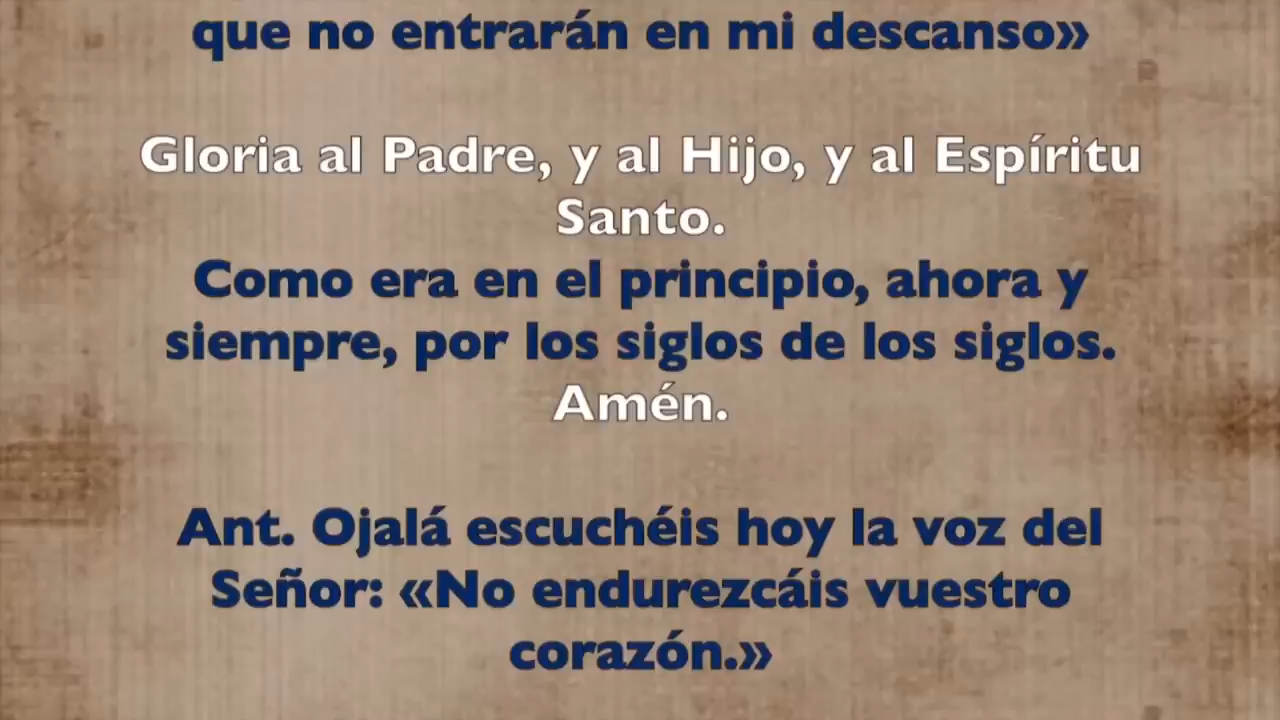 que no entrarán en mi descanso»
Gloria al Padre, y al Hijo, y al Espíritu
Santo.
Como era en el principio, ahora y
siempre, por los siglos de los siglos.
Amén.
Ant. Ojalá escuchéis hoy la voz del
Señor: «No endurezcáis vuestro
corazón.»